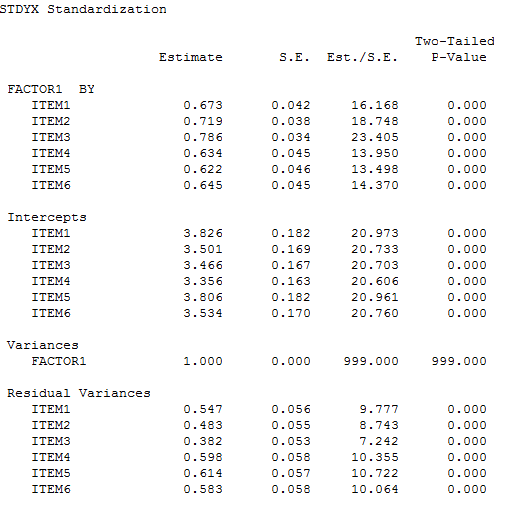 STDYX Standardization
Two-Tailed
Estimate S.E. Est./S.E. P-Value
FACTOR1 BY
ITEM1 0.673 0.042 16.168 0.000
ITEM2 0.719 0.038 18.748 0.000
ITEM3 0.786 0.034 23.405 0.000
ITEM4 0.634 0.045 13.950 0.000
ITEM5 0.622 0.046 13.498 0.000
ITEM6 0.645 0.045 14.370 0.000
Intercepts
ITEM1 3.826 0.182 20.973 0.000
ITEM2 3.501 0.169 20.733 0.000
ITEM3 3.466 0.167 20.703 0.000
ITEM4 3.356 0.163 20.606 0.000
ITEM5 3.806 0.182 20.961 0.000
ITEM6 3.534 0.170 20.760 0.000
Variances
FACTOR1 1.000 0.000 999.000 999.000
Residual Variances
ITEM1 0.547 0.056 9.777 0.000
ITEM2 0.483 0.055 8.743 0.000
ITEM3 0.382 0.053 7.242 0.000
ITEM4 0.598 0.058 10.355 0.000
ITEM5 0.614 0.057 10.722 0.000
ITEM6 0.583 0.058 10.064 0.000